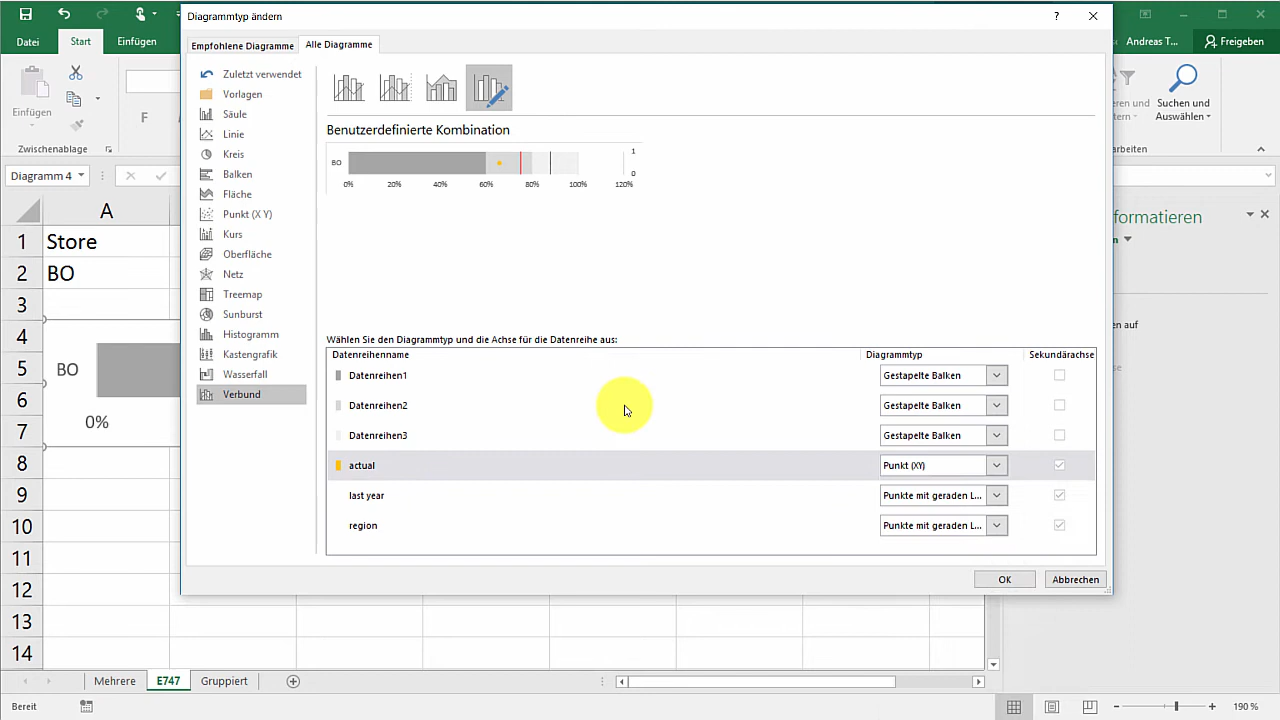 Diagrammtyp ändern
?
Datei
Start
Einfügen
Andreas T...
Freigeben
Empfohlene Diagramme
Alle Diagramme
Einfügen
F
Zwischenablage
Suchen und
Auswählen
arbeiten
Zuletzt verwendet
Vorlagen
Säule
Linie
Kreis
Balken
Fläche
Punkt (X Y)
Kurs
Oberfläche
Netz
Treemap
Sunburst
Histogramm
Kastengrafik
Wasserfall
Verbund
Benutzerdefinierte Kombination
BO
1
0
0% 20% 40% 60% 80% 100% 120%
Wählen Sie den Diagrammtyp und die Achse für die Datenreihe aus:
Datenreihenname Diagrammtyp Sekundärachse
Datenreihen1 Gestapelte Balken
Datenreihen2 Gestapelte Balken
Datenreihen3 Gestapelte Balken
actual Punkt (XY)
last year Punkte mit geraden L...
region Punkte mit geraden L...
OK
Abbrechen
Diagramm 4
A
1 Store
2 BO
3
4
5
6
7
8
9
10
11
12
13
14
BO
0%
formatieren
en auf
Mehrere
E747
Gruppiert
Bereit
190 %